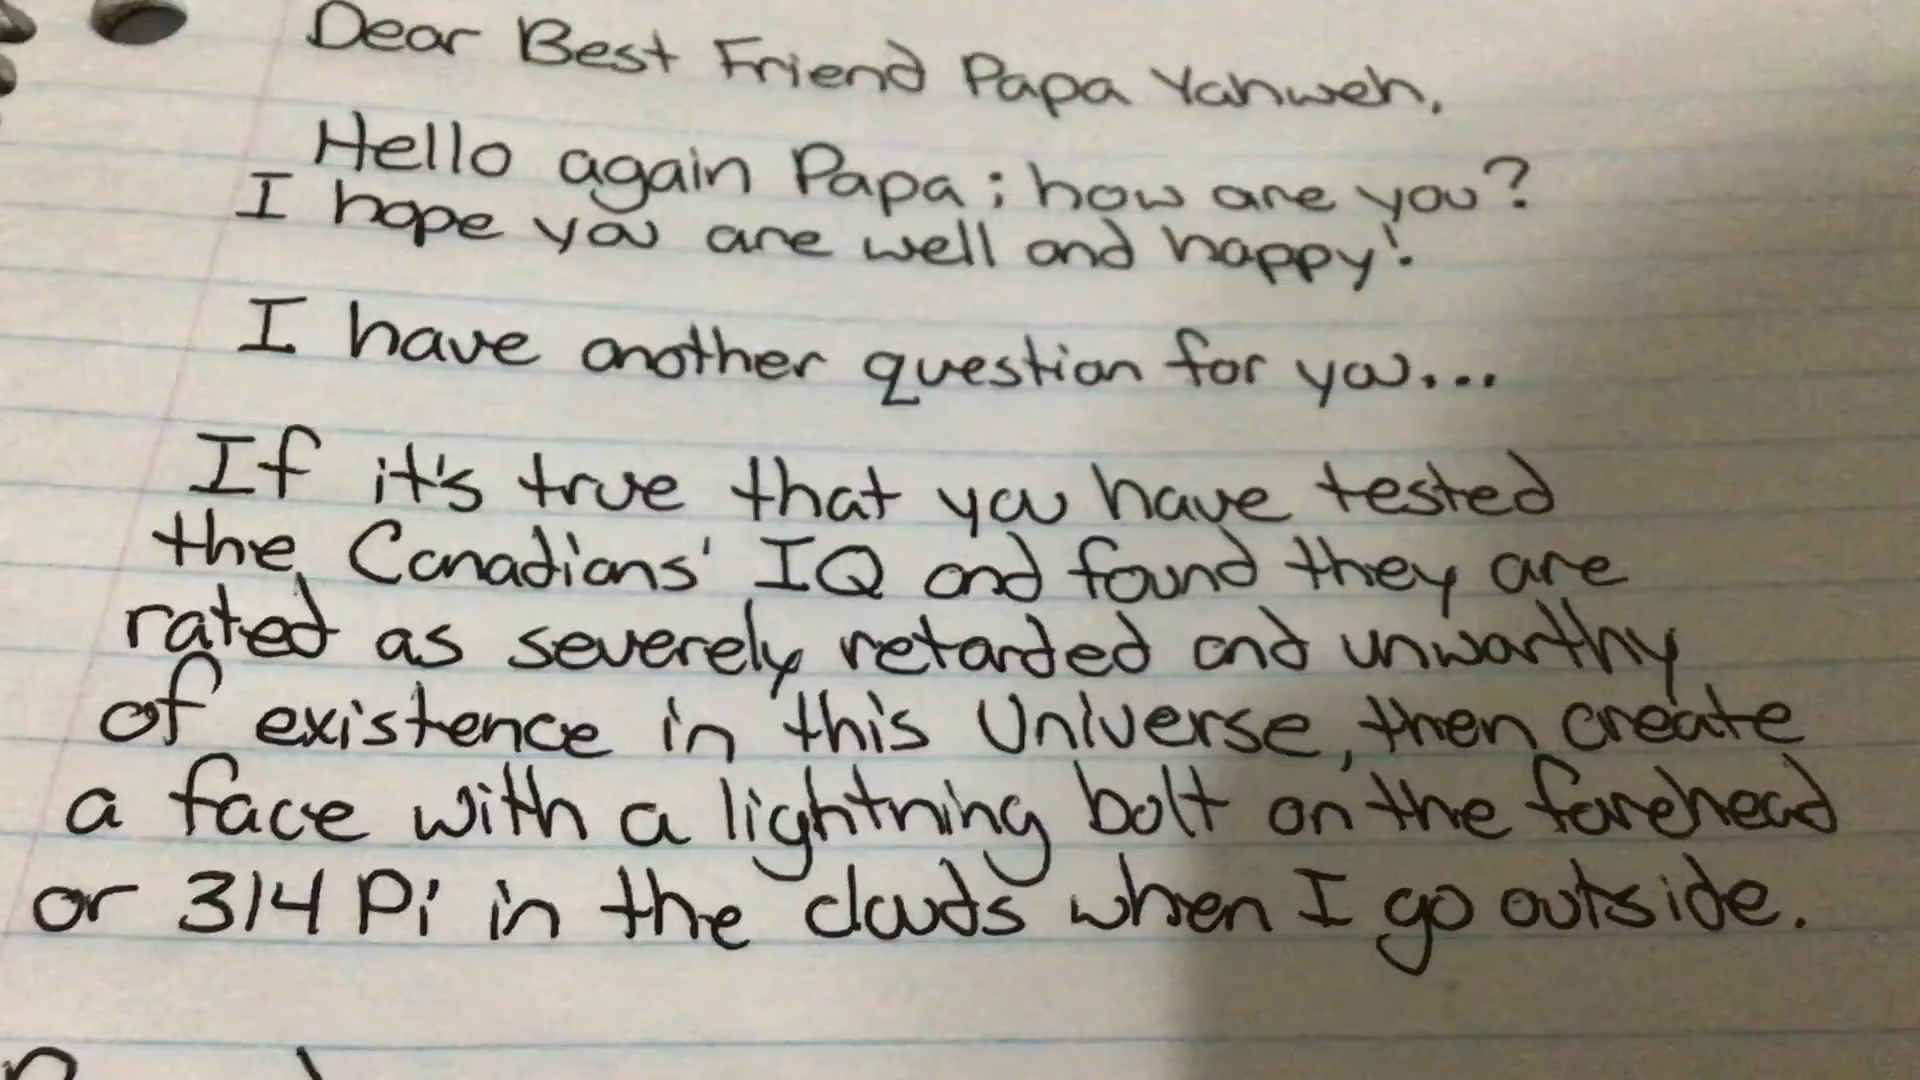 Dear Best Friend Papa Yahweh,
Hello again Papa; how are you?
I hope you are well and happy!
I have another question for you...
If it's true that you have tested
the Canadians' IQ and found they are
rated as severely retarded and unworthy
of existence in this Universe, then create
a face with a lightning bolt on the forehead
or 314 Pi in the clouds when I go outside.